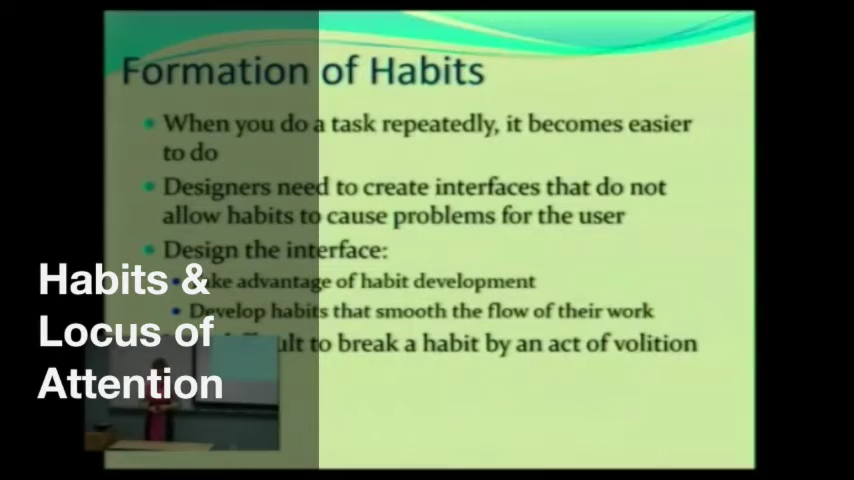 Formation of Habits
When you do a task repeatedly, it becomes easier
to do
Designers need to create interfaces that do not
allow habits to cause problems for the user
Design the interface:
advantage of habit development
Develop habits that smooth the flow of their work
to break a habit by an act of volition
Habits &
Locus of
Attention